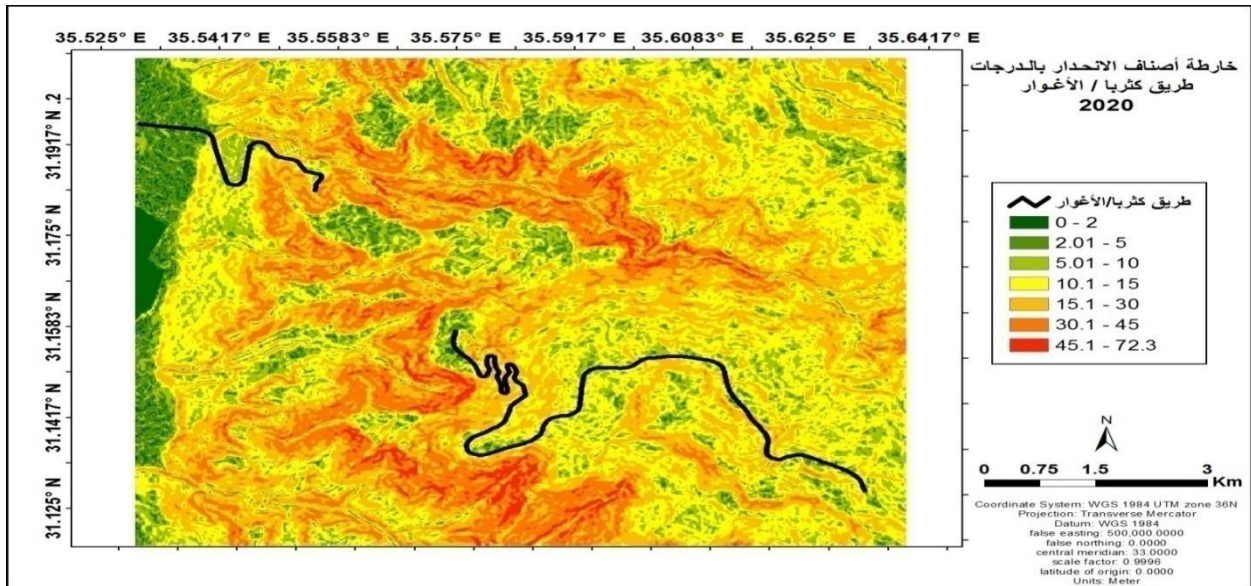 35.525° E 35.5417° E 35.5583° E 35.575° E 35.5917° E 35.6083° E 35.625° E 35.6417° E
31.2° N
31.1917° N
31.175° N
31.1583° N
31.1417° N
31.125° N
خارطة أصناف الانحدار بالدرجات
طريق كثربا / الأغوار
2020
طريق كثربا/الأغوار
0 - 2
2.01 - 5
5.01 - 10
10.1 - 15
15.1 - 30
30.1 - 45
45.1 - 72.3
N
0 0.75 1.5 3
Km
Coordinate System: WGS 1984 UTM zone 36N
Projection: Transverse Mercator
Datum: WGS 1984
false easting: 500,000.0000
false northing: 0.0000
central meridian: 33.0000
scale factor: 0.9996
latitude of origin: 0.0000
Units: Meter